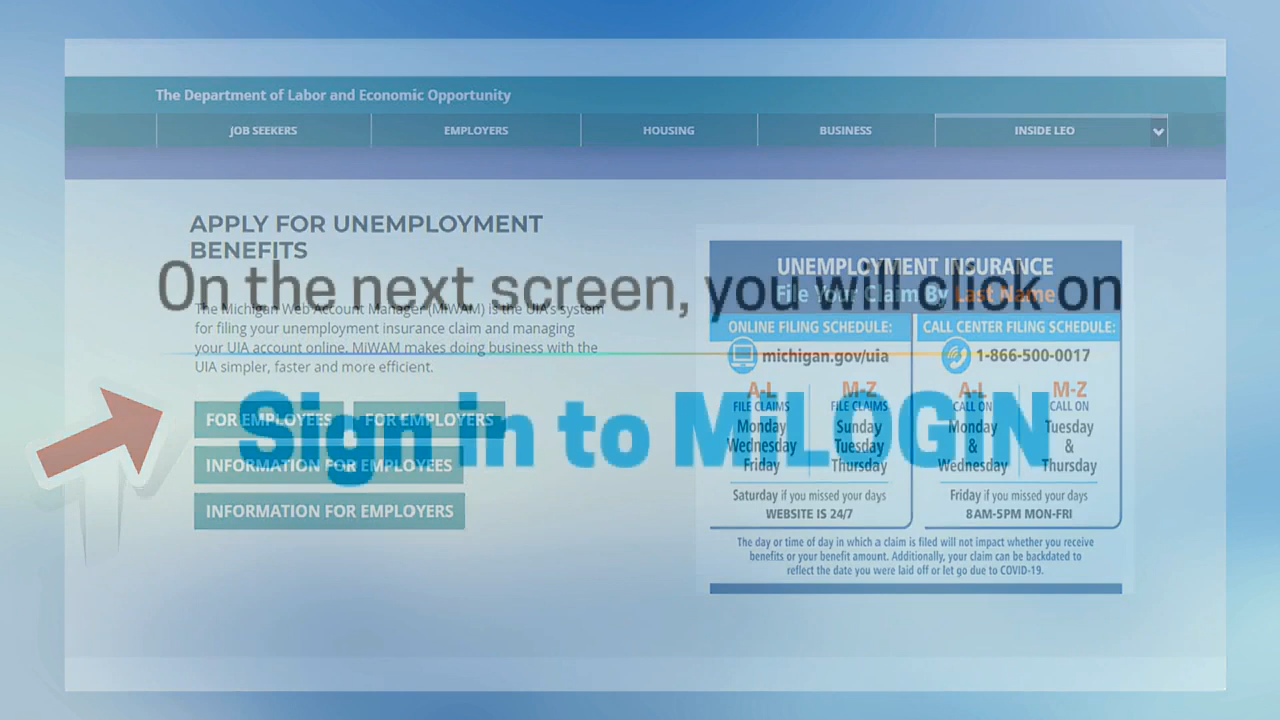 The Department of Labor and Economic Opportunity
JOB SEEKERS
EMPLOYERS
HOUSING
BUSINESS
INSIDE LEO
APPLY FOR UNEMPLOYMENT
BENEFITS
The Michigan Web Account Manager (MiWAM) is the UIA's system
for filing your unemployment insurance claim and managing
your UIA account online. MiWAM makes doing business with the
UIA simpler, faster and more efficient.
FOR EMPLOYEES
FOR EMPLOYERS
INFORMATION FOR EMPLOYEES
INFORMATION FOR EMPLOYERS
On the next screen, you will click on
Sign in to MiLOGIN
UNEMPLOYMENT INSURANCE
File Your Claim By Last Name
ONLINE FILING SCHEDULE:
michigan.gov/uia
A-L
FILE CLAIMS
Monday
Wednesday
Friday
M-Z
FILE CLAIMS
Sunday
Tuesday
Thursday
Saturday if you missed your days
WEBSITE IS 24/7
CALL CENTER FILING SCHEDULE:
1-866-500-0017
A-L
CALL ON
Monday
&
Wednesday
M-Z
CALL ON
Tuesday
&
Thursday
Friday if you missed your days
8AM-5PM MON-FRI
The day or time of day in which a claim is filed will not impact whether you receive
benefits or your benefit amount. Additionally, your claim can be backdated to
reflect the date you were laid off or let go due to COVID-19.